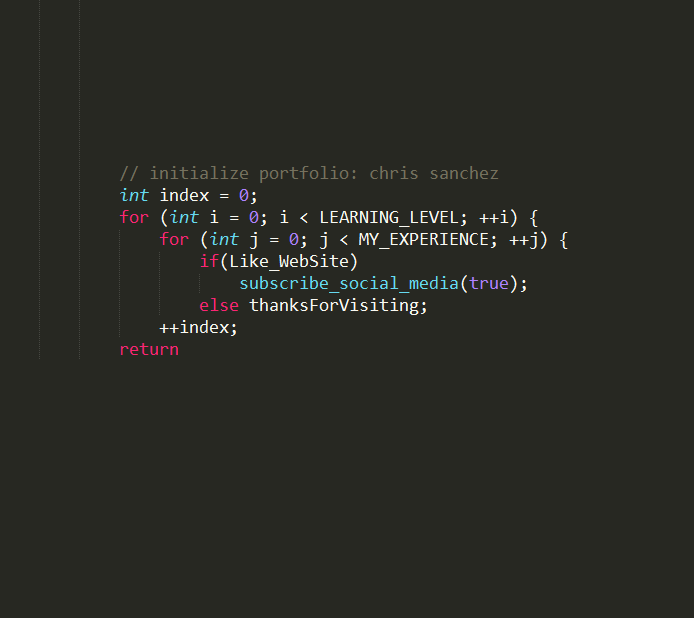 // initialize portfolio: chris sanchez
int index = 0;
for (int i = 0; i < LEARNING_LEVEL; ++i) {
for (int j = 0; j < MY_EXPERIENCE; ++j) {
if(Like_WebSite)
subscribe_social_media(true);
else thanksForVisiting;
++index;
return